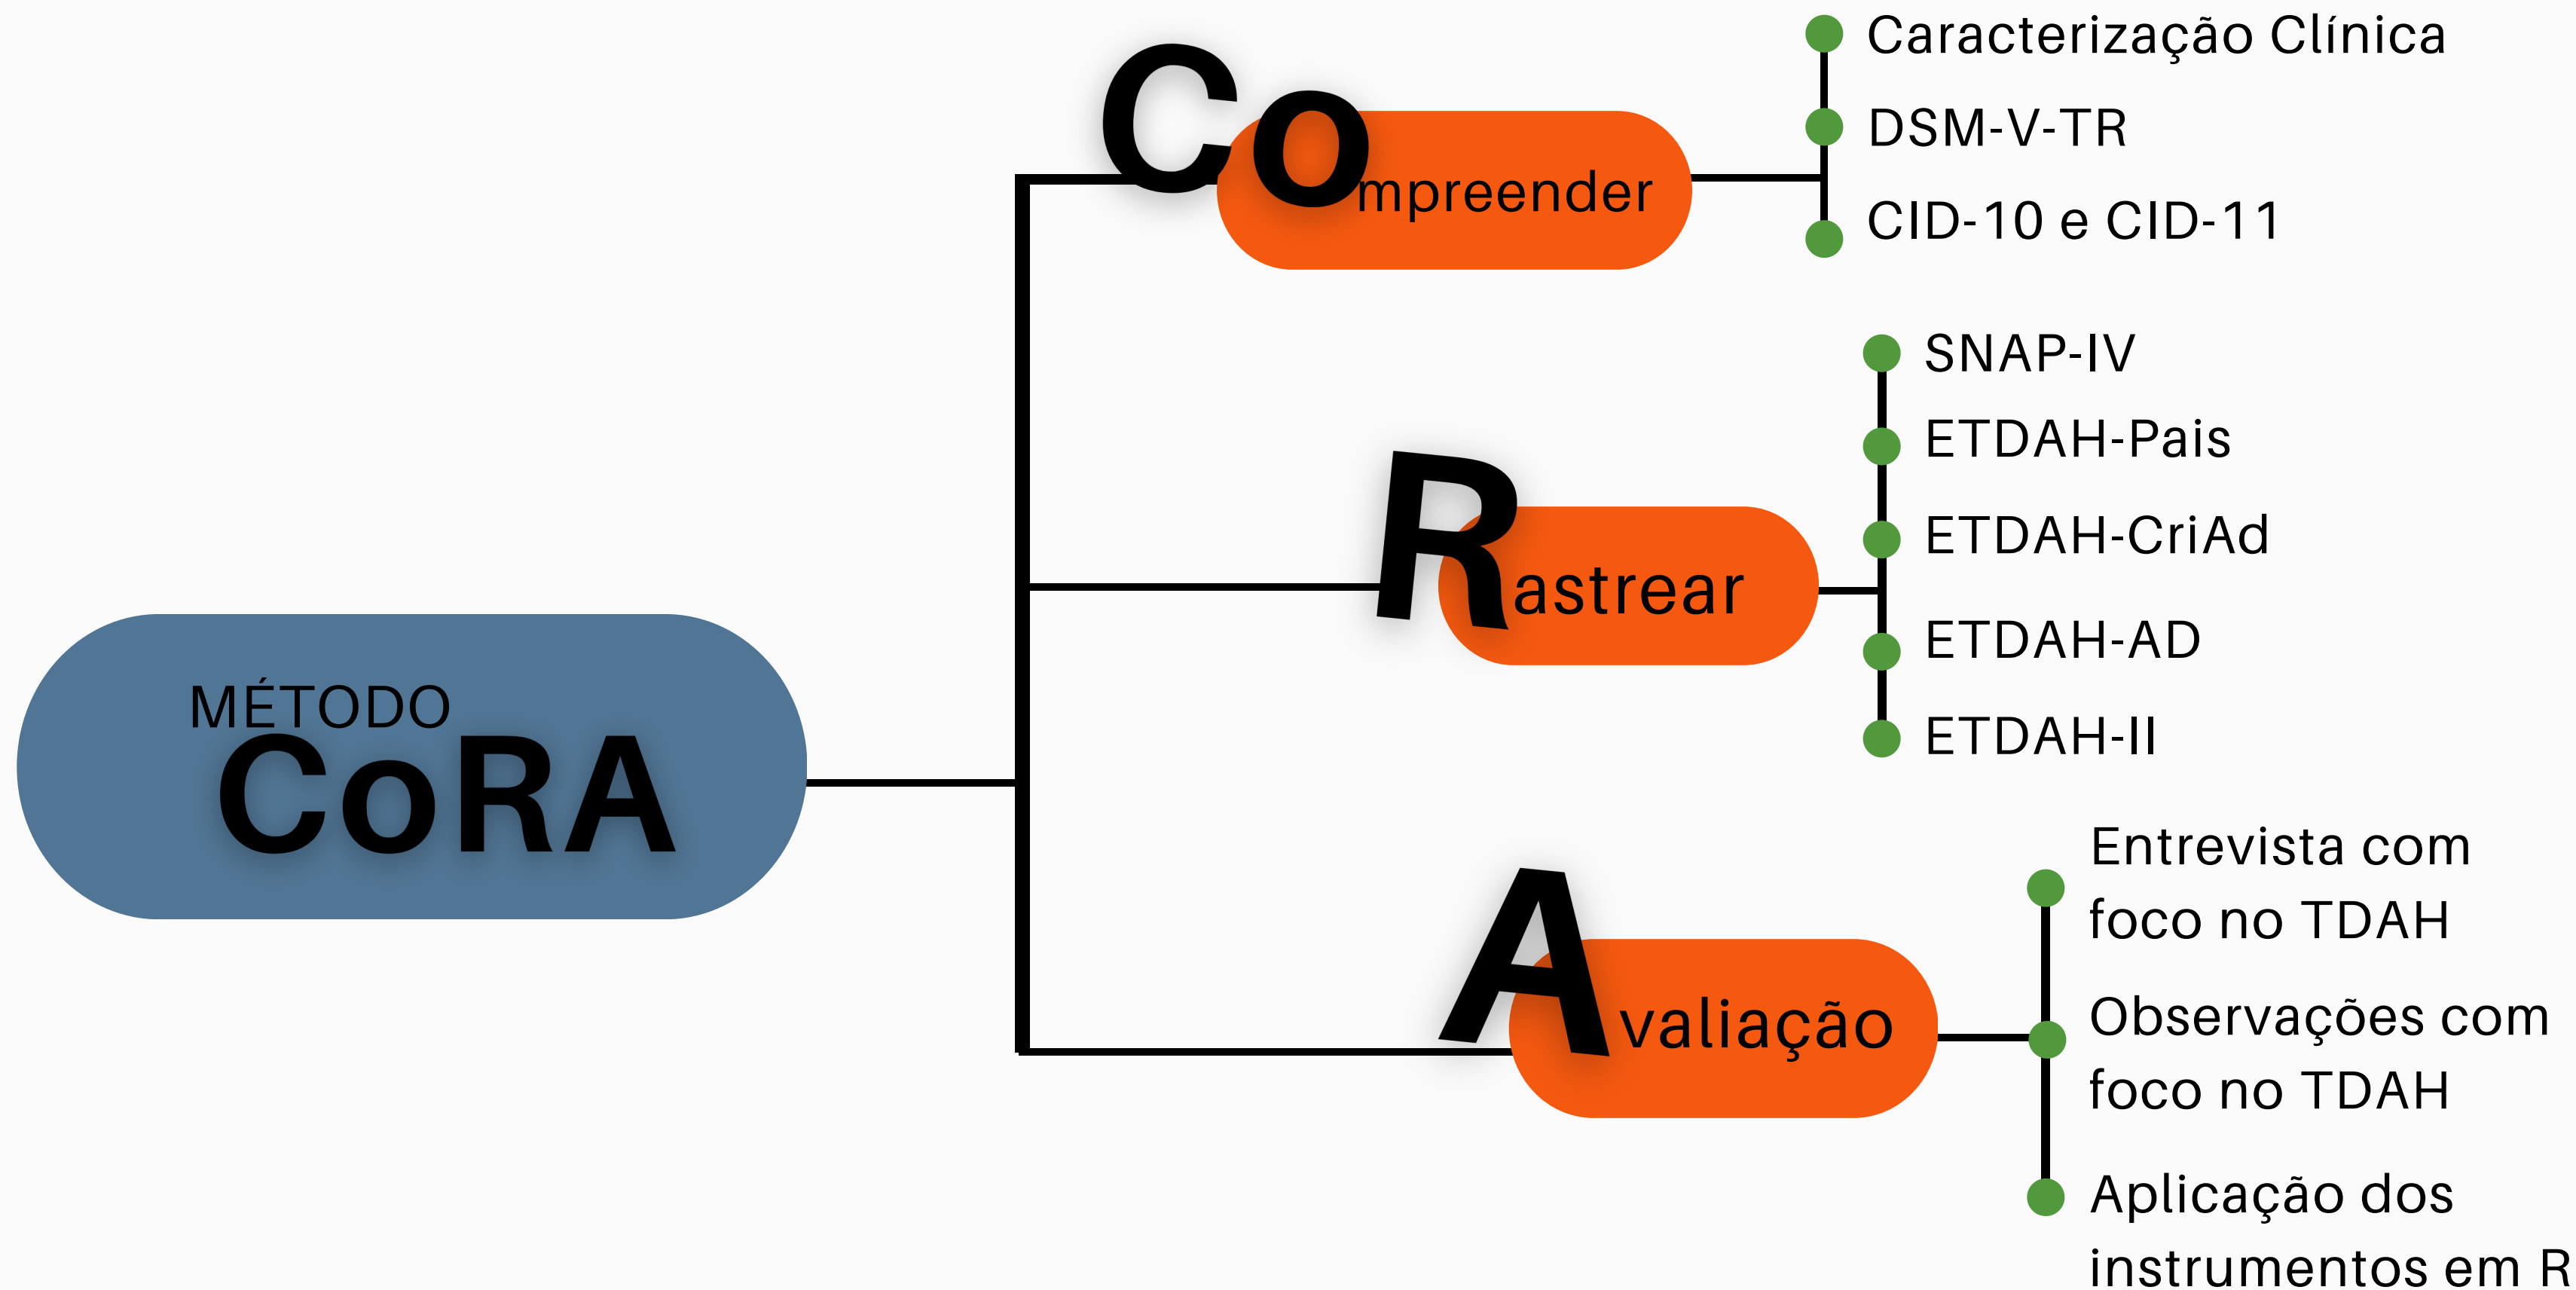 MÉTODO
CoRA
Compreender
Caracterização Clínica
DSM-V-TR
CID-10 e CID-11
Rastrear
SNAP-IV
ETDAH-Pais
ETDAH-CriAd
ETDAH-AD
ETDAH-II
Avaliação
Entrevista com
foco no TDAH
Observações com
foco no TDAH
Aplicação dos
instrumentos em R